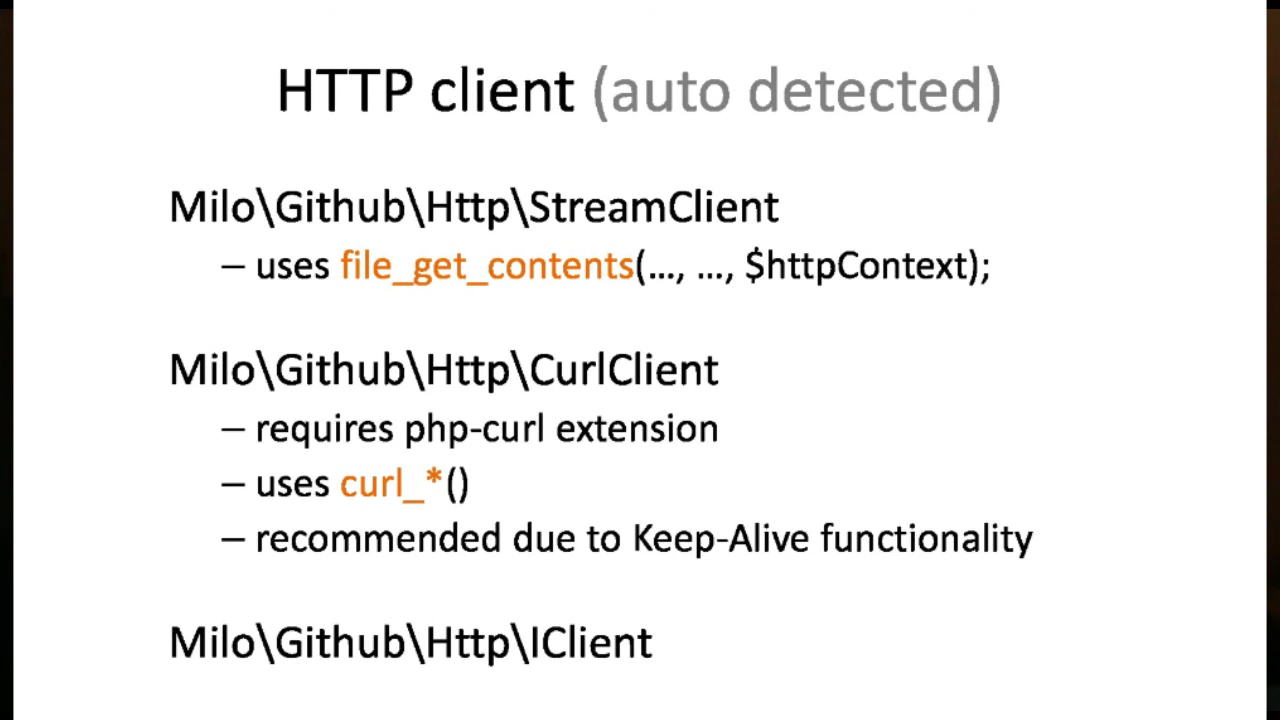 HTTP client (auto detected)
Milo\Github\Http\StreamClient
– uses file_get_contents(…, …, $httpContext);
Milo\Github\Http\CurlClient
– requires php-curl extension
– uses curl_*()
– recommended due to Keep-Alive functionality
Milo\Github\Http\IClient